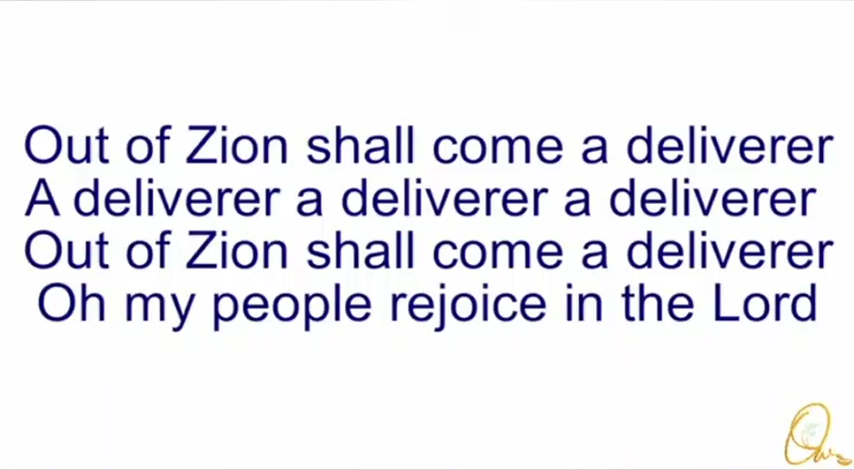 Out of Zion shall come a deliverer
A deliverer a deliverer a deliverer
Out of Zion shall come a deliverer
Oh my people rejoice in the Lord